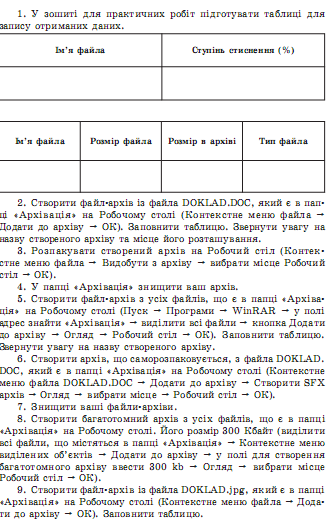 1. У зошиті для практичних робіт підготувати таблиці для
запису отриманих даних.
Ім'я файла Ступінь стиснення (%)
Ім'я файла Розмір файла Розмір в архіві Тип файла
2. Створити файл-архів із файла DOKLAD.DOC, який є в пап-
ці «Архівація» на Робочому столі (Контекстне меню файла →
Додати до архіву → ОК). Заповнити таблицю. Звернути увагу на
назву створеного архіву та місце його розташування.
3. Розпакувати створений архів на Робочий стіл (Контек-
стне меню файла → Видобути з архіву → вибрати місце Робочий
стіл → ОК).
4. У папці «Архівація» знищити ваш архів.
5. Створити файл-архів з усіх файлів, що є в папці «Архіва-
ція» на Робочому столі (Пуск → Програми → WinRAR → у полі
адрес знайти «Архівація» → виділити всі файли → кнопка Додати
до архіву → Огляд → Робочий стіл → ОК). Заповнити таблицю.
Звернути увагу на назву створеного архіву.
6. Створити архів, що саморозпаковується, з файла DOKLAD.
DOC, який є в папці «Архівація» на Робочому столі (Контекстне
меню файла DOKLAD.DOC → Додати до архіву → Створити SFX
архів → Огляд → вибрати місце → Робочий стіл → ОК).
7. Знищити ваші файли-архіви.
8. Створити багатотомний архів з усіх файлів, що є в папці
«Архівація» на Робочому столі. Його розмір 300 Кбайт (виділити
всі файли, що містяться в папці «Архівація» → Контекстне меню
виділених об'єктів → Додати до архіву → у полі для створення
багатотомного архіву ввести 300 kb → Огляд → вибрати місце
Робочий стіл → ОК).
9. Створити файл-архів із файла DOKLAD.jpg, який є в папці
«Архівація» на Робочому столі (Контекстне меню файла → Дода-
ти до архіву → ОК). Заповнити таблицю.